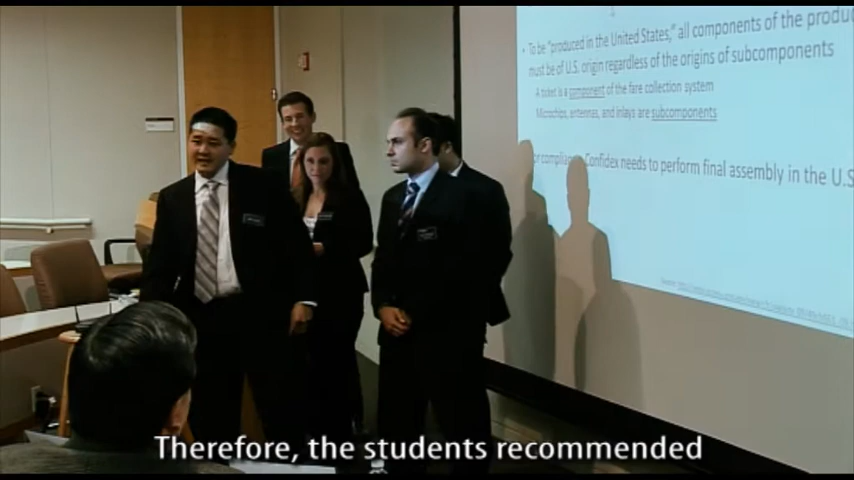 To be "produced in the United States," all components of the produ
must be of U.S. origin regardless of the origins of subcomponents
A ticket is a component of the fare collection system
Microchips, antennas, and inlays are subcomponents
or compliance Confidex needs to perform final assembly in the U.S
Therefore, the students recommended